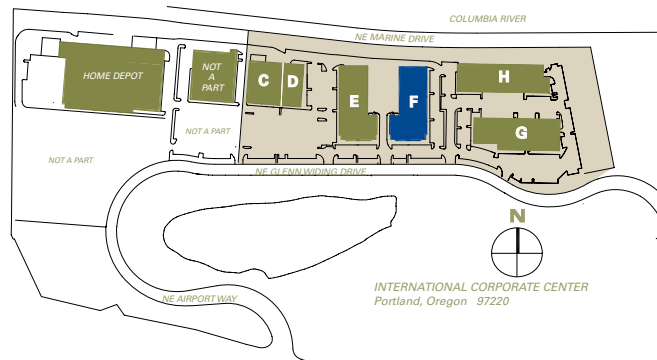 COLUMBIA RIVER
NE MARINE DRIVE
HOME DEPOT
NOT
A
PART
C
D
E
F
H
G
NOT A PART
NOT A PART
NE GLENN WIDING DRIVE
N
INTERNATIONAL CORPORATE CENTER
Portland, Oregon 97220
NE AIRPORT WAY